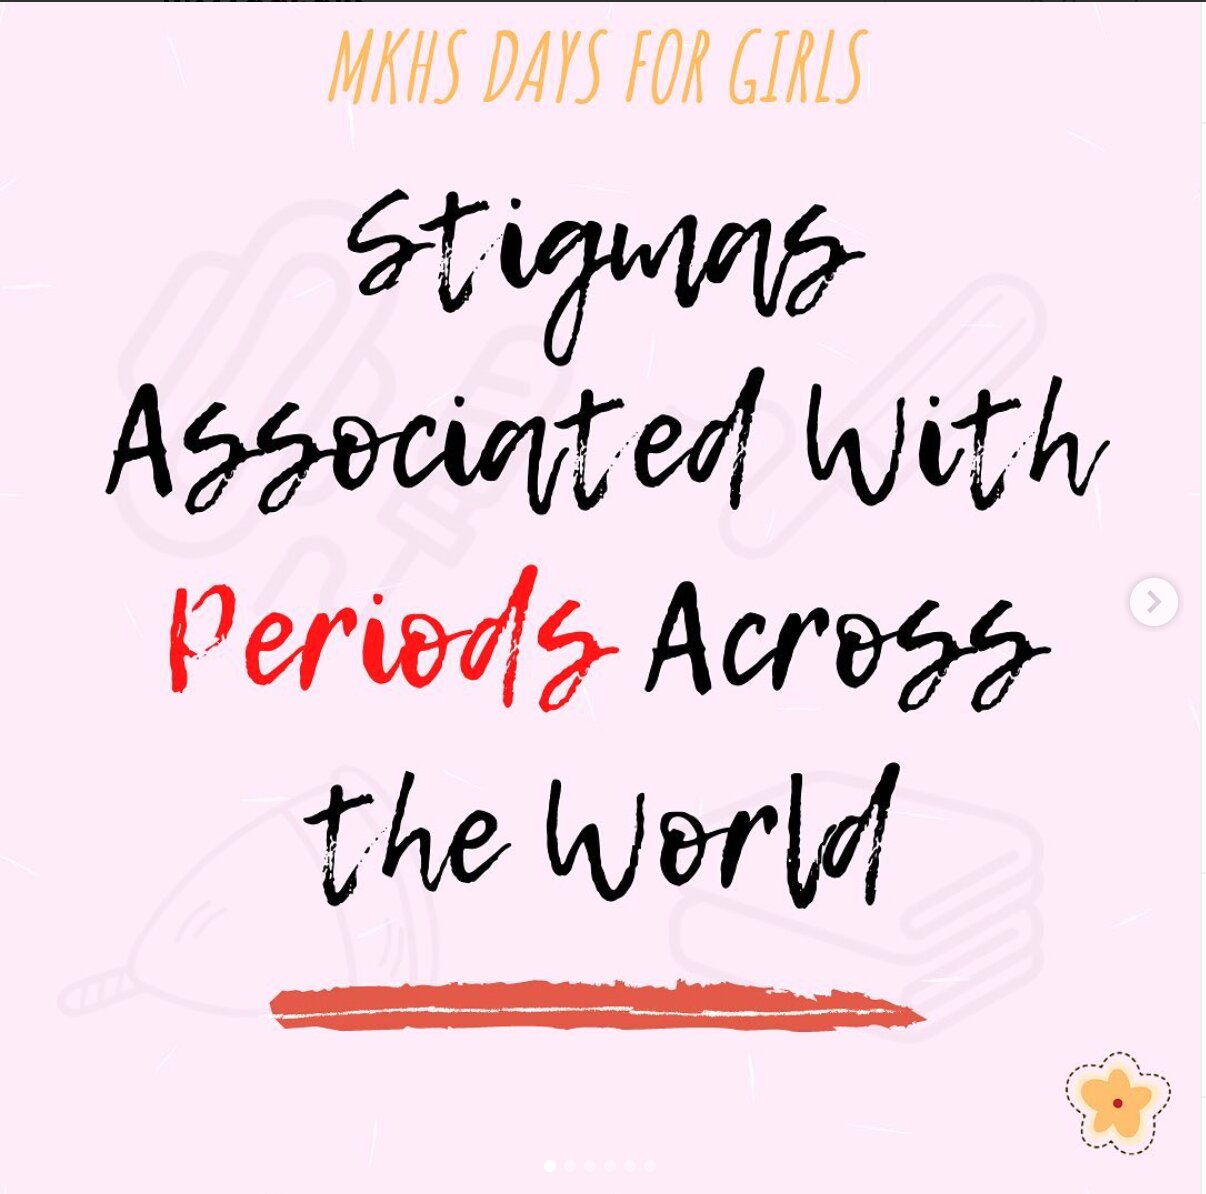 MKHS DAYS FOR GIRLS
Stigmas
Associated With
Periods Across
the World